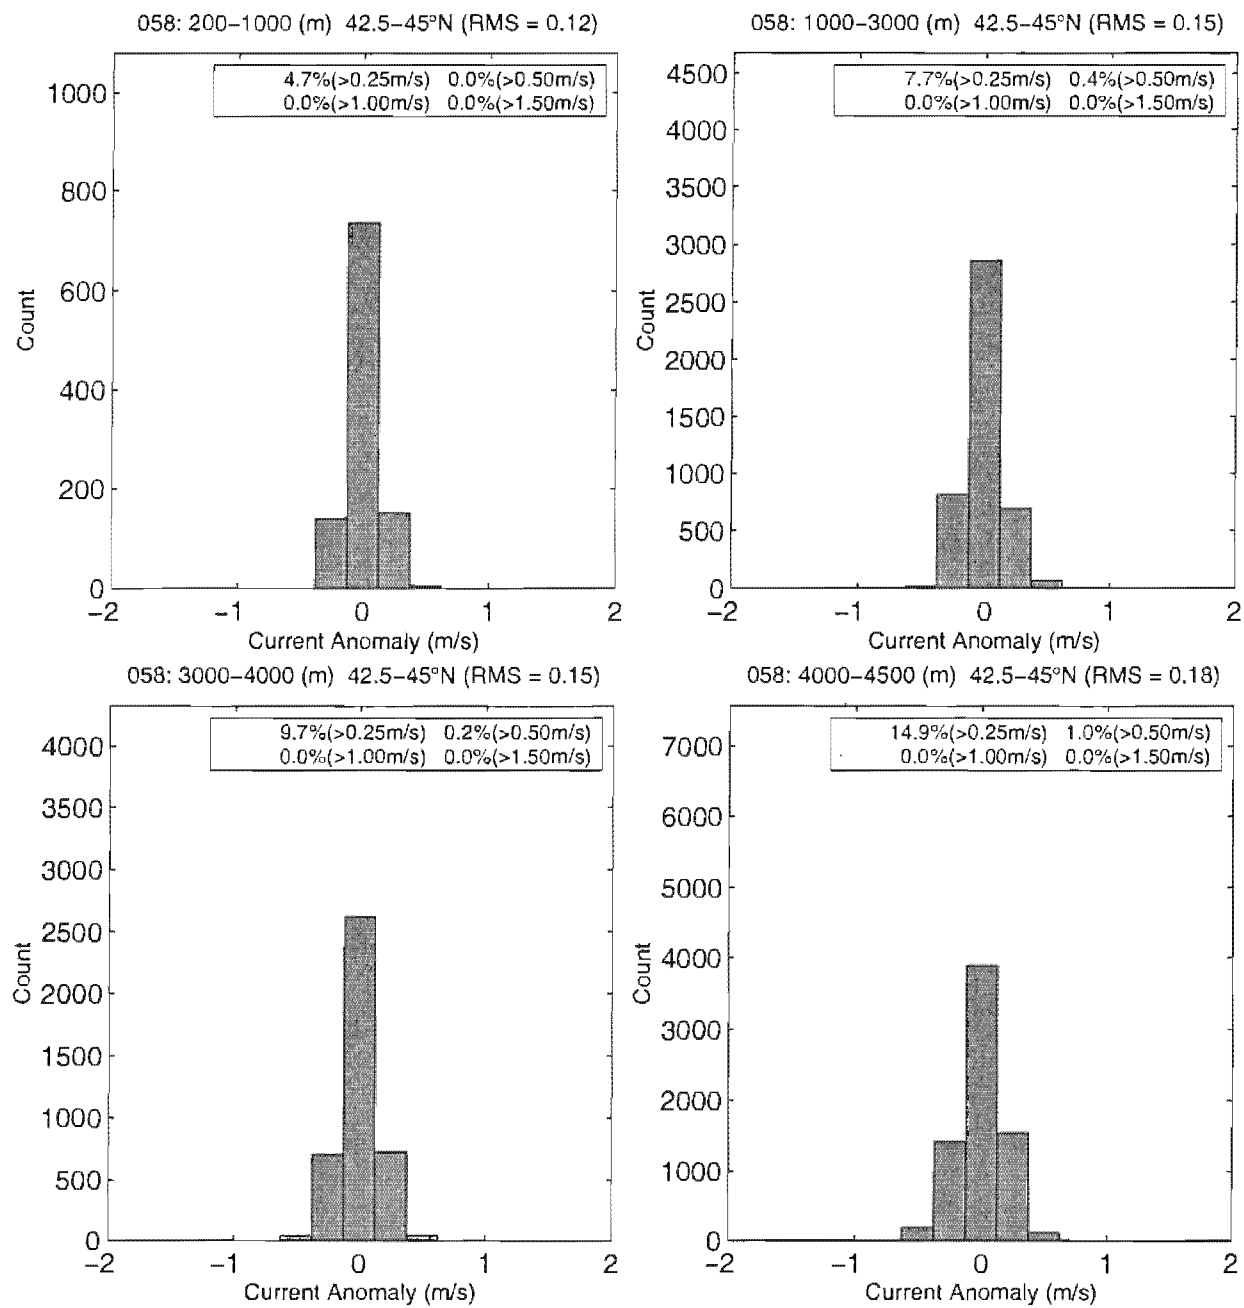 058: 200-1000 (m) 42.5-45°N (RMS = 0.12)
4.7%(>0.25m/s) 0.0%(>0.50m/s)
0.0%(>1.00m/s) 0.0%(>1.50m/s)
1000
800
600
400
200
0
Count
-2 -1 0 1 2
Current Anomaly (m/s)
058: 1000-3000 (m) 42.5-45°N (RMS = 0.15)
7.7%(>0.25m/s) 0.4%(>0.50m/s)
0.0%(>1.00m/s) 0.0%(>1.50m/s)
4500
4000
3500
3000
2500
2000
1500
1000
500
0
Count
-2 -1 0 1 2
Current Anomaly (m/s)
058: 3000-4000 (m) 42.5-45°N (RMS = 0.15)
9.7%(>0.25m/s) 0.2%(>0.50m/s)
0.0%(>1.00m/s) 0.0%(>1.50m/s)
4000
3500
3000
2500
2000
1500
1000
500
0
Count
-2 -1 0 1 2
Current Anomaly (m/s)
058: 4000-4500 (m) 42.5-45°N (RMS = 0.18)
14.9%(>0.25m/s) 1.0%(>0.50m/s)
0.0%(>1.00m/s) 0.0%(>1.50m/s)
7000
6000
5000
4000
3000
2000
1000
0
Count
-2 -1 0 1 2
Current Anomaly (m/s)